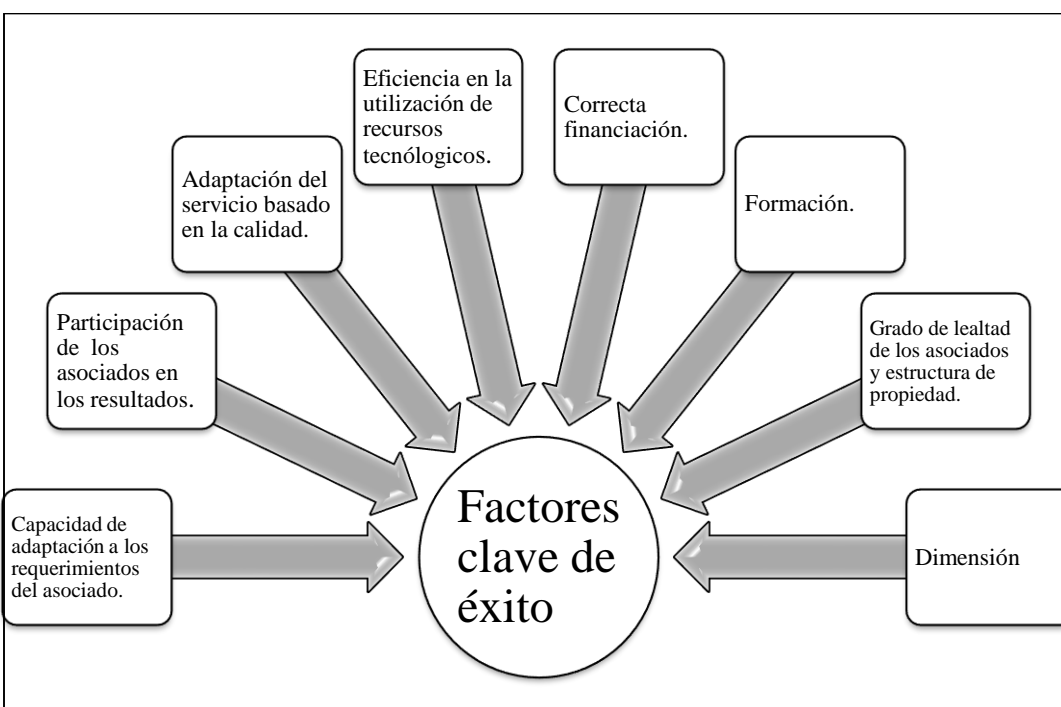 Eficiencia en la
utilización de
recursos
tecnólogicos.
Correcta
financiación.
Adaptación del
servicio basado
en la calidad.
Formación.
Participación
de los
asociados en
los resultados.
Grado de lealtad
de los asociados
y estructura de
propiedad.
Capacidad de
adaptación a los
requerimientos
del asociado.
Factores
clave de
éxito
Dimensión